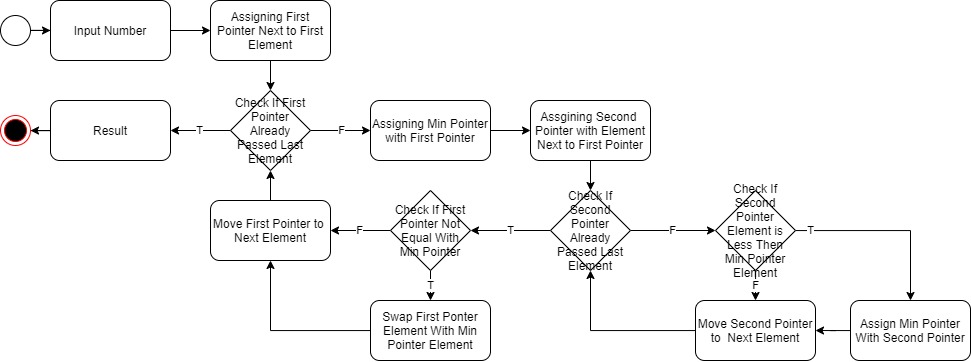 Input Number
Assigning First
Pointer Next to First
Element
Check If First
Pointer
Already
Passed Last
Element
T
Result
F
Assigning Min Pointer
with First Pointer
Assgining Second
Pointer with Element
Next to First Pointer
Check If
Second
Pointer
Already
Passed Last
Element
T
F
Check If First
Pointer Not
Equal With
Min Pointer
F
T
Move First Pointer to
Next Element
Swap First Ponter
Element With Min
Pointer Element
Check If
Second
Pointer
Element is
Less Then
Min Pointer
Element
T
F
Move Second Pointer
to Next Element
Assign Min Pointer
With Second Pointer